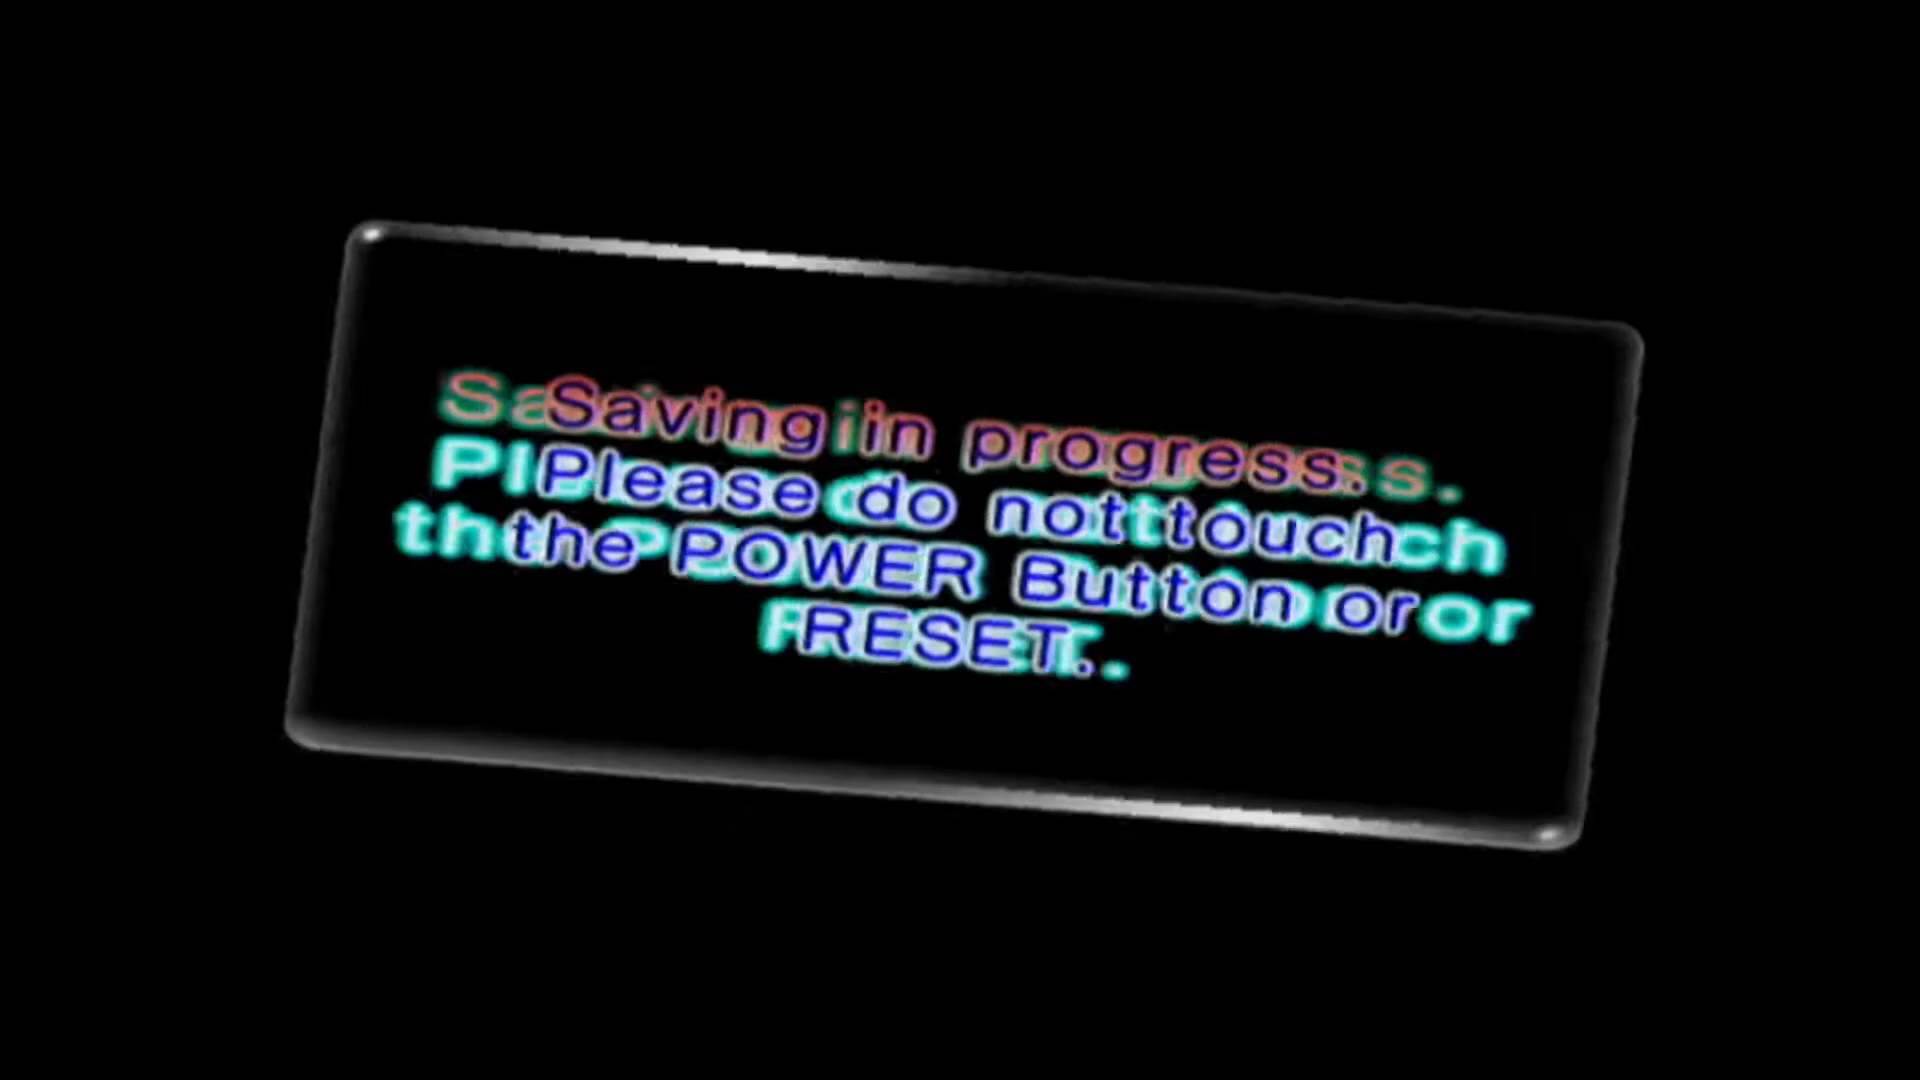 Saving in progress.
Please do not touch
the POWER Button or
RESET.